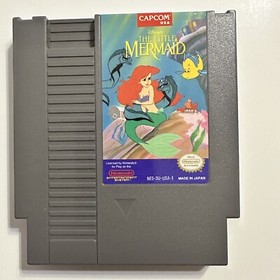 CAPCOM
USA
Disney's
THE LITTLE
MERMAID
Licensed by Nintendo
for Play on the
Nintendo
ENTERTAINMENT
SYSTEM
NES-3U-USA-1
MADE IN JAPAN